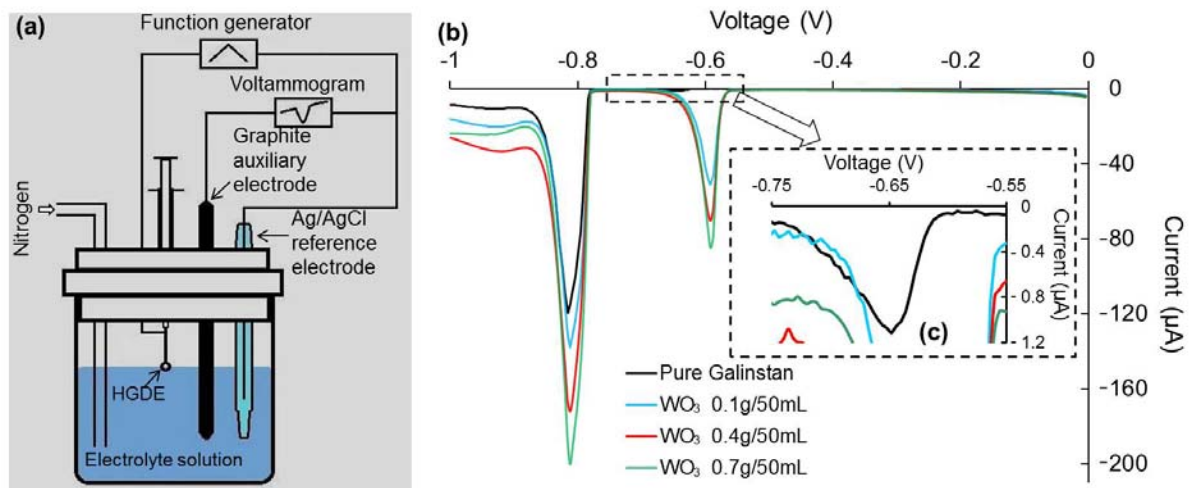 (a)
Function generator
Voltammogram
Graphite
auxiliary
electrode
Nitrogen
Ag/AgCl
reference
electrode
HGDE
Electrolyte solution
(b)
Voltage (V)
-1
-0.8
-0.6
-0.4
-0.2
0
0
-40
-80
-120
-160
-200
Current (µA)
Voltage (V)
-0.75
-0.65
-0.55
0
- 0.4
- 0.8
- 1.2
Current (µA)
(c)
Pure Galinstan
WO₃ 0.1g/50mL
WO₃ 0.4g/50mL
WO₃ 0.7g/50mL